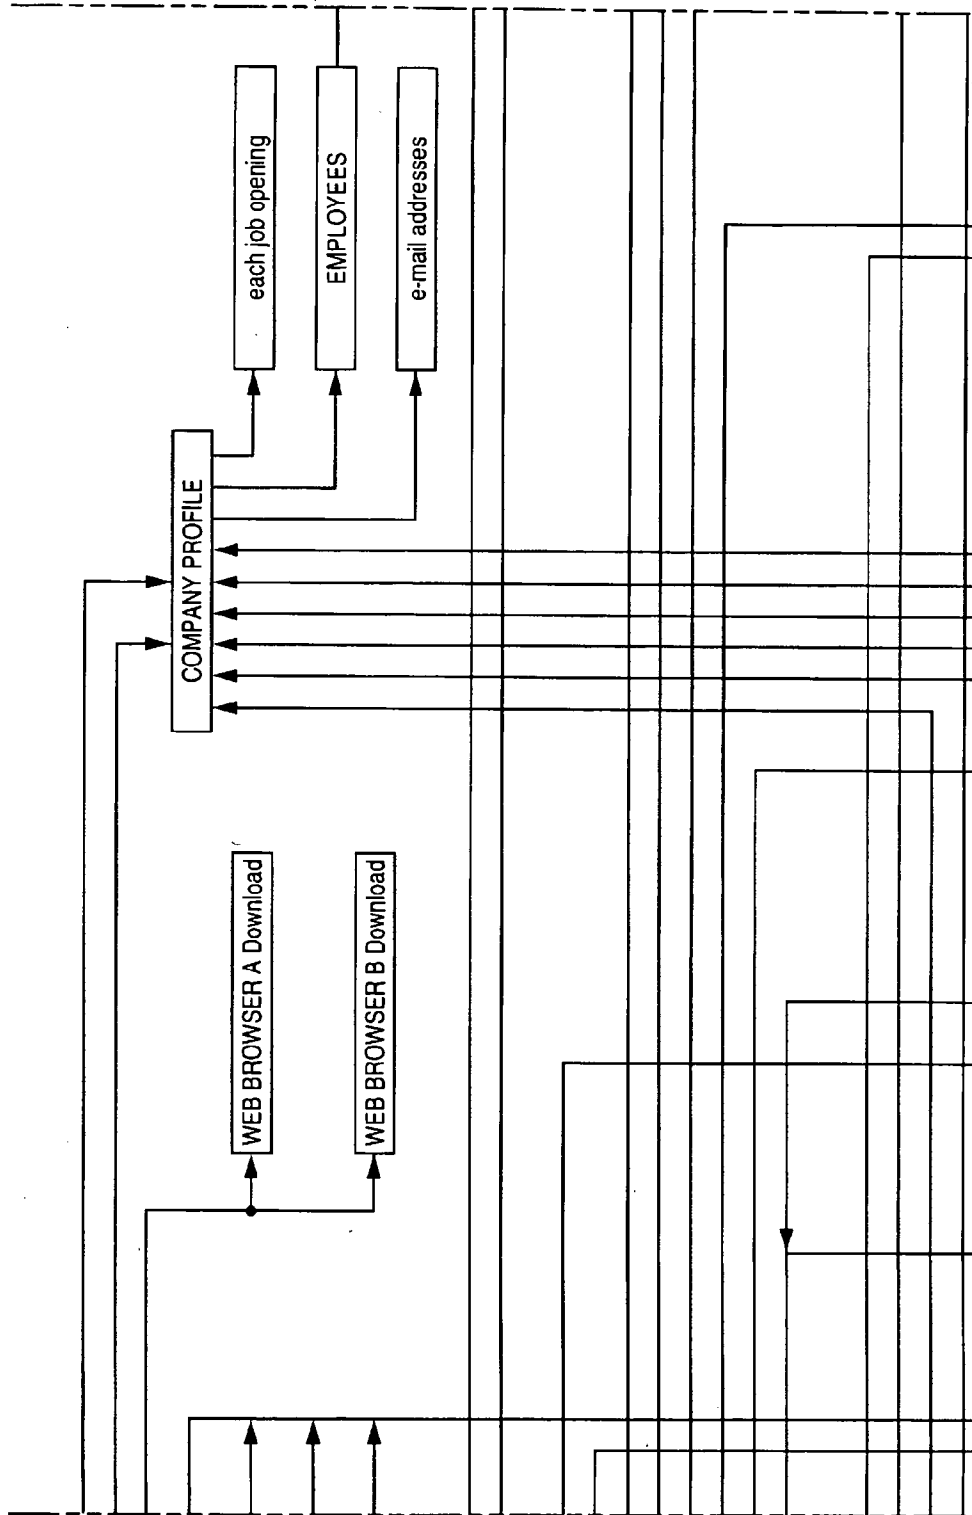 each job opening
EMPLOYEES
e-mail addresses
COMPANY PROFILE
WEB BROWSER A Download
WEB BROWSER B Download